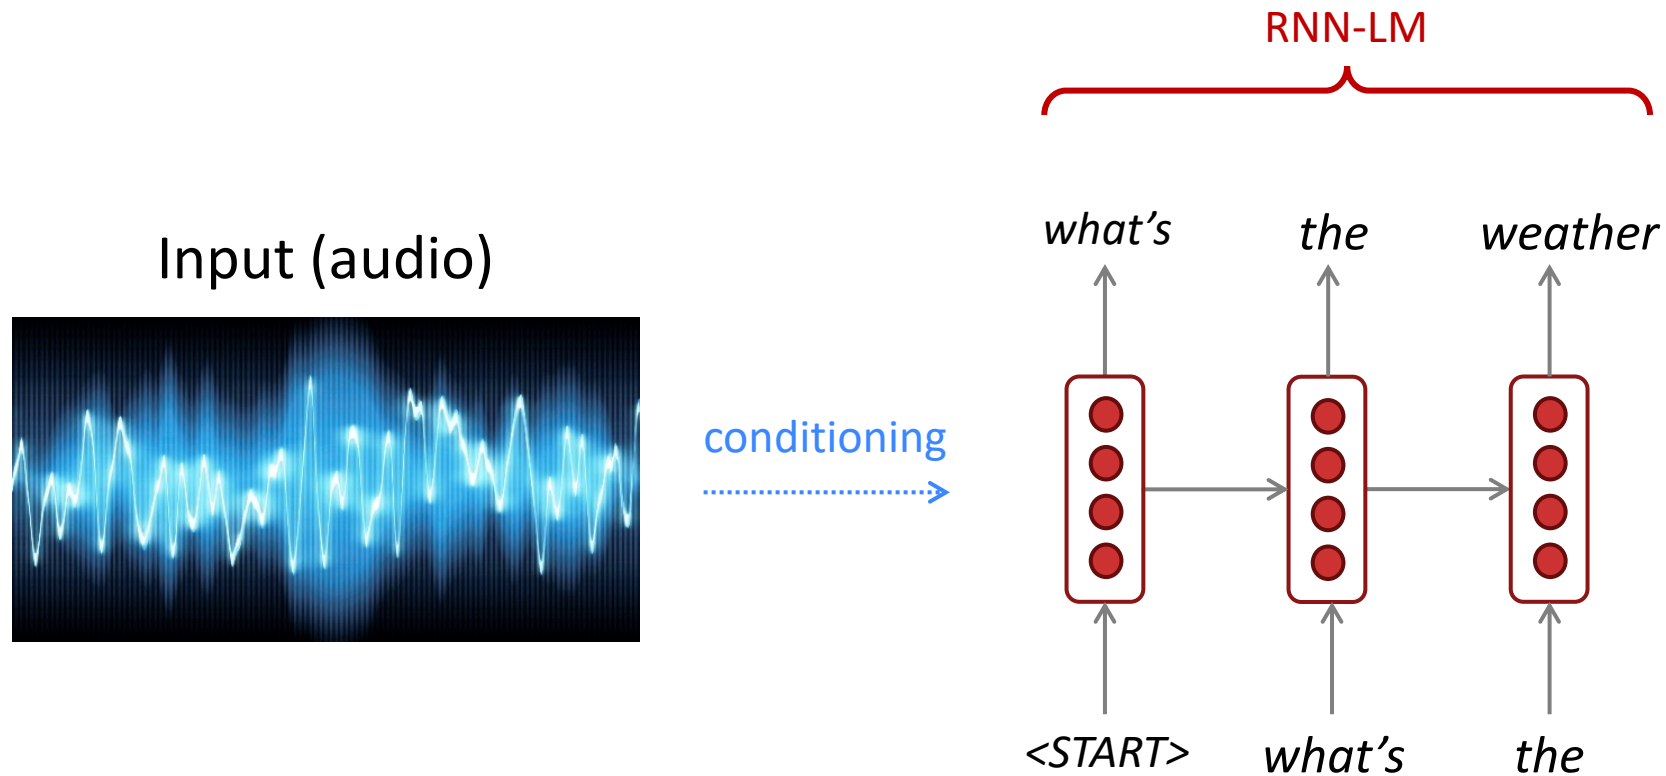 RNN-LM
what’s the weather
Input (audio)
conditioning
<START> what’s the